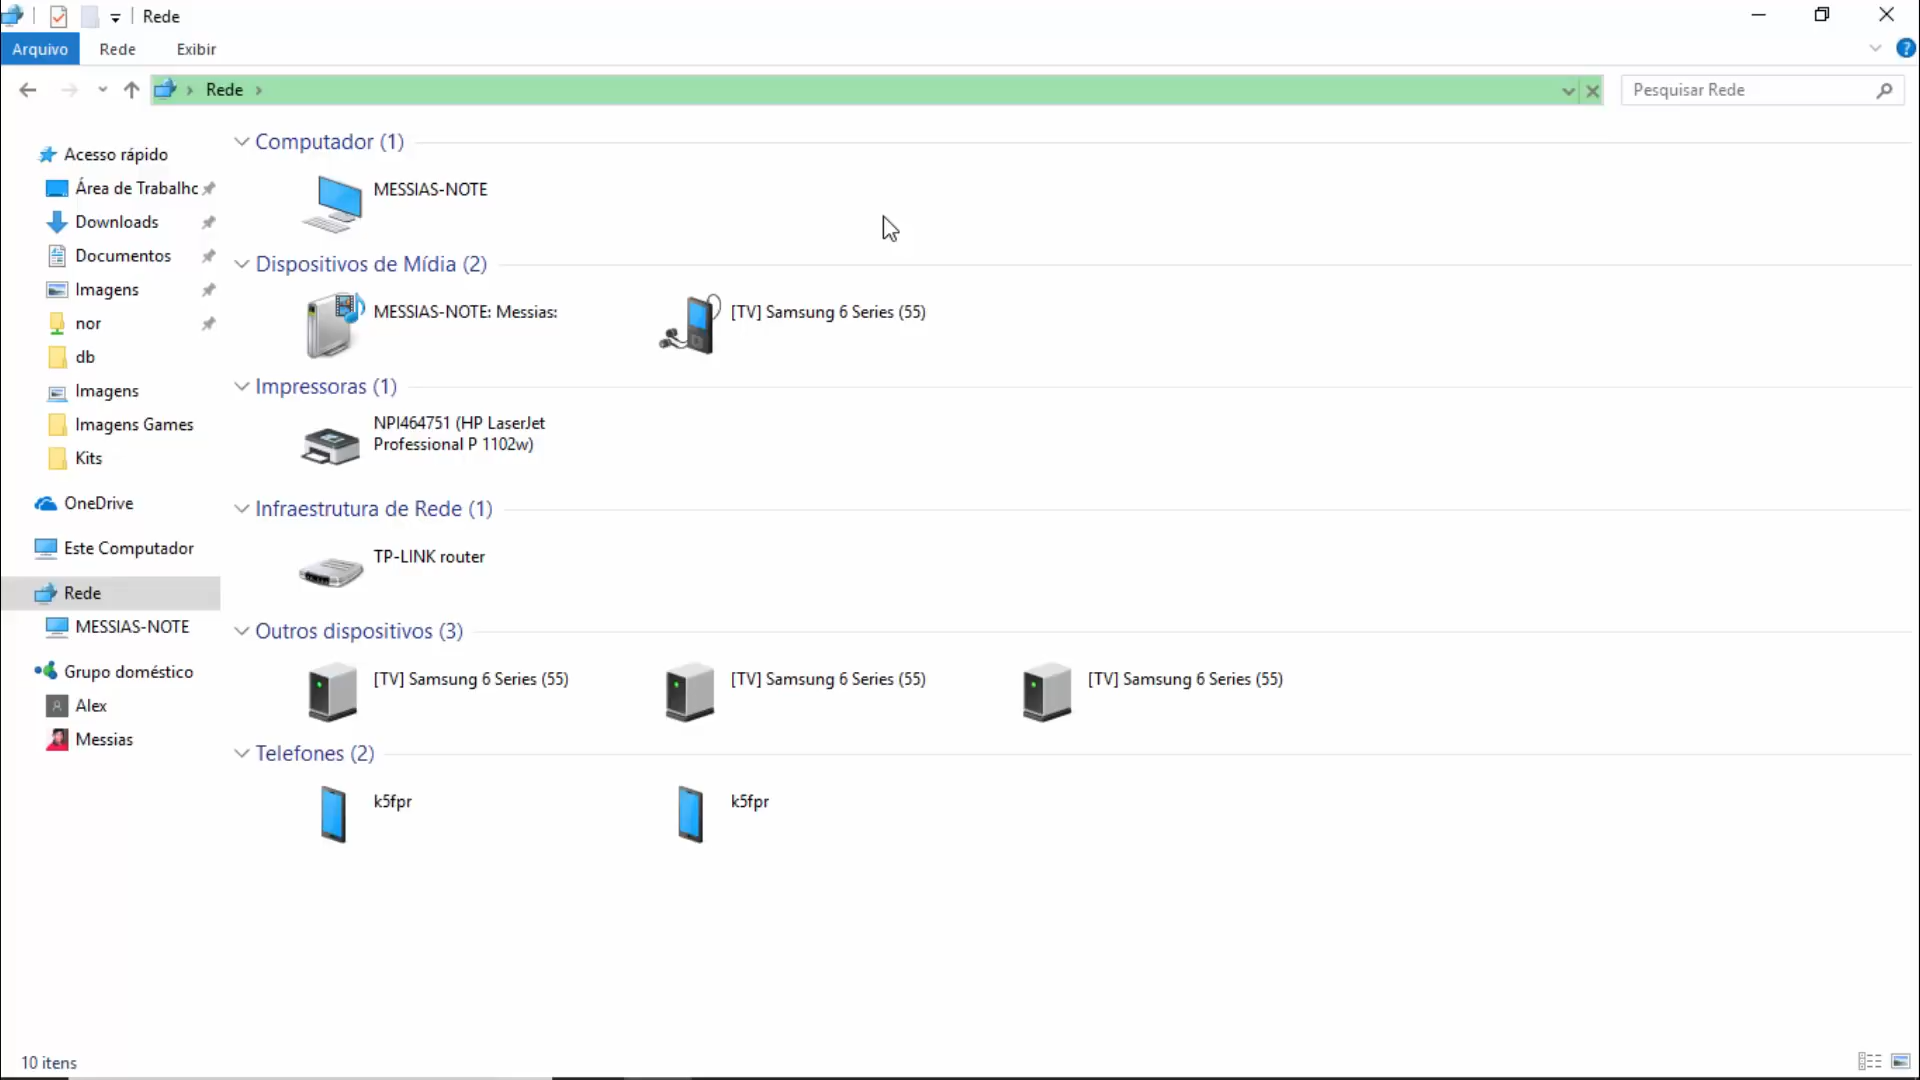 Rede
Arquivo
Rede
Exibir
?
Rede
Pesquisar Rede
Acesso rápido
Área de Trabalhc
Downloads
Documentos
Imagens
nor
db
Imagens
Imagens Games
Kits
OneDrive
Este Computador
Rede
MESSIAS-NOTE
Grupo doméstico
Alex
Messias
Computador (1)
MESSIAS-NOTE
Dispositivos de Mídia (2)
MESSIAS-NOTE: Messias:
[TV] Samsung 6 Series (55)
Impressoras (1)
NPI464751 (HP LaserJet
Professional P 1102w)
Infraestrutura de Rede (1)
TP-LINK router
Outros dispositivos (3)
[TV] Samsung 6 Series (55)
[TV] Samsung 6 Series (55)
[TV] Samsung 6 Series (55)
Telefones (2)
k5fpr
k5fpr
10 itens